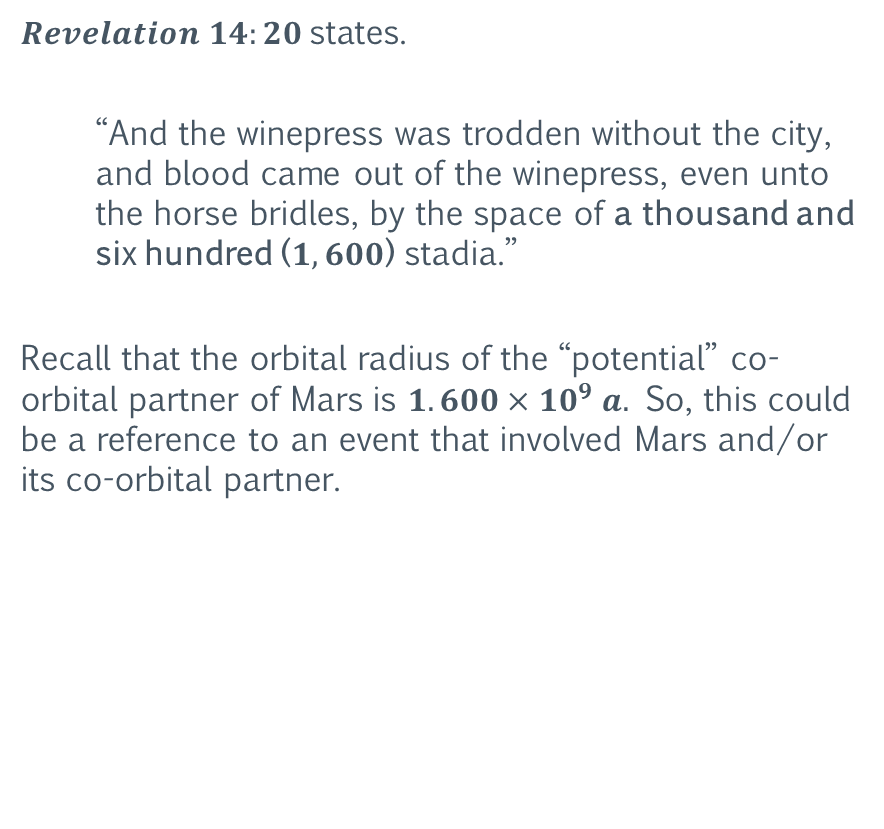 Revelation 14:20 states.
“And the winepress was trodden without the city,
and blood came out of the winepress, even unto
the horse bridles, by the space of a thousand and
six hundred (1,600) stadia.”
Recall that the orbital radius of the “potential” co-
orbital partner of Mars is 1.600 × 10⁹ a. So, this could
be a reference to an event that involved Mars and/or
its co-orbital partner.